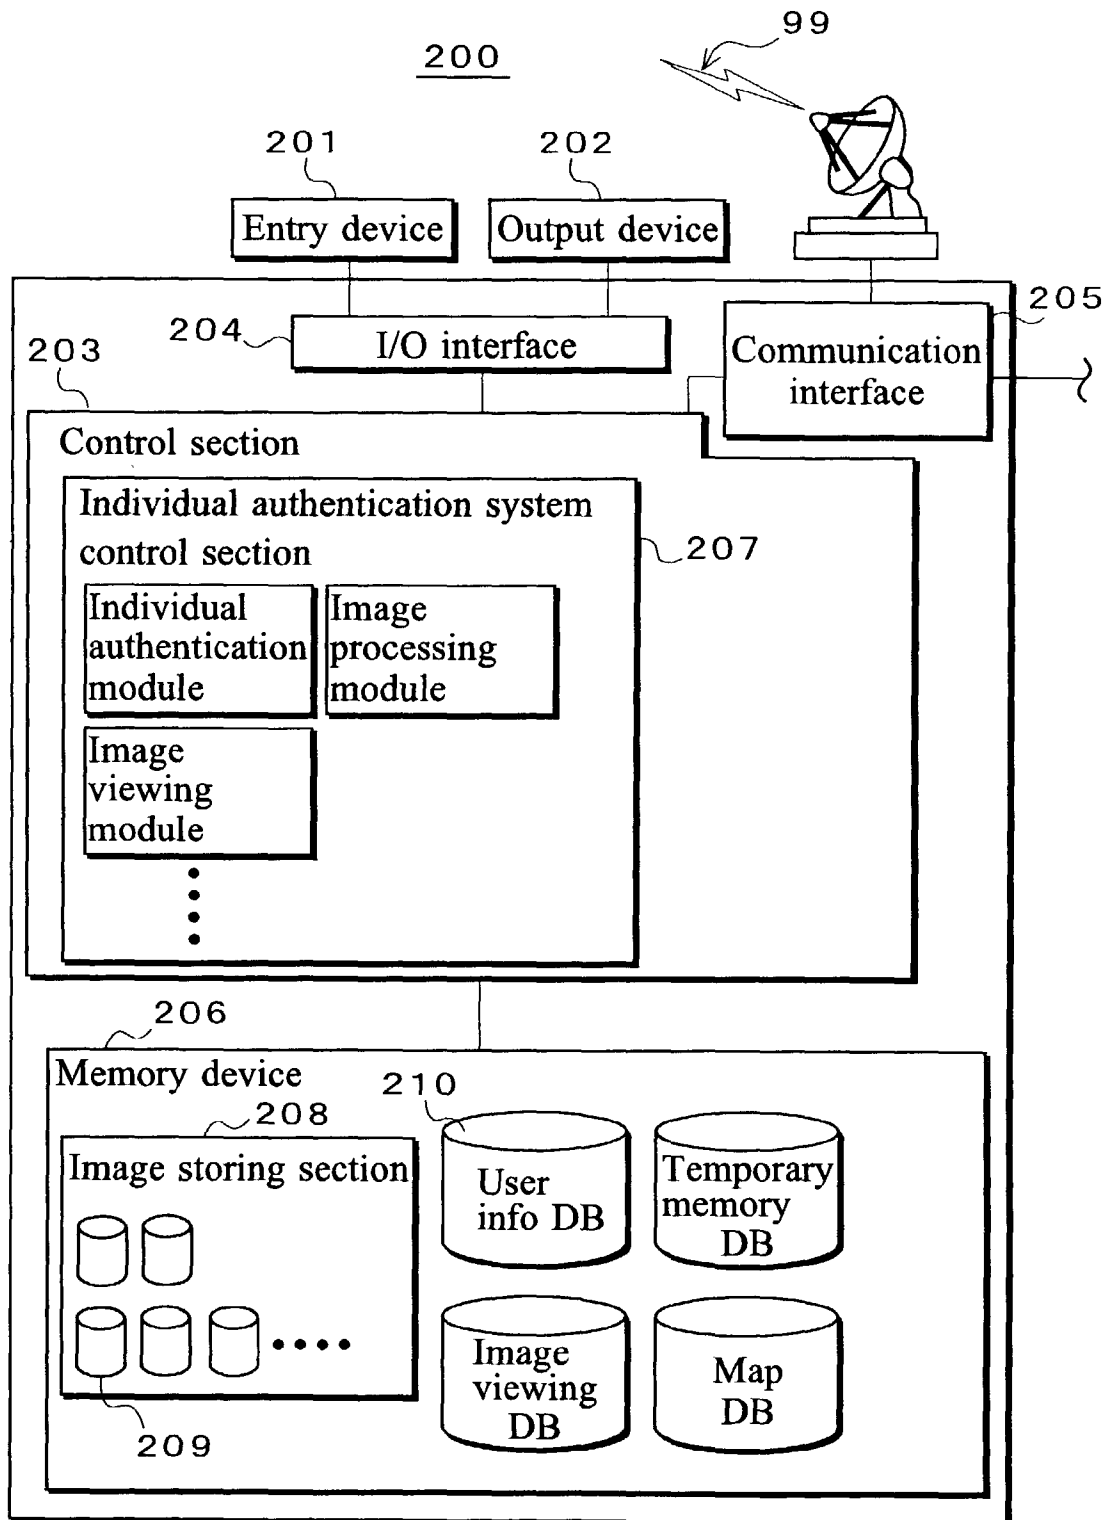 99
200
201
202
Entry device
Output device
205
204
I/O interface
203
Communication
interface
Control section
Individual authentication system
control section
207
Individual
authentication
module
Image
processing
module
Image
viewing
module
206
Memory device
210
208
Image storing section
User
info DB
Temporary
memory
DB
Image
viewing
DB
Map
DB
209